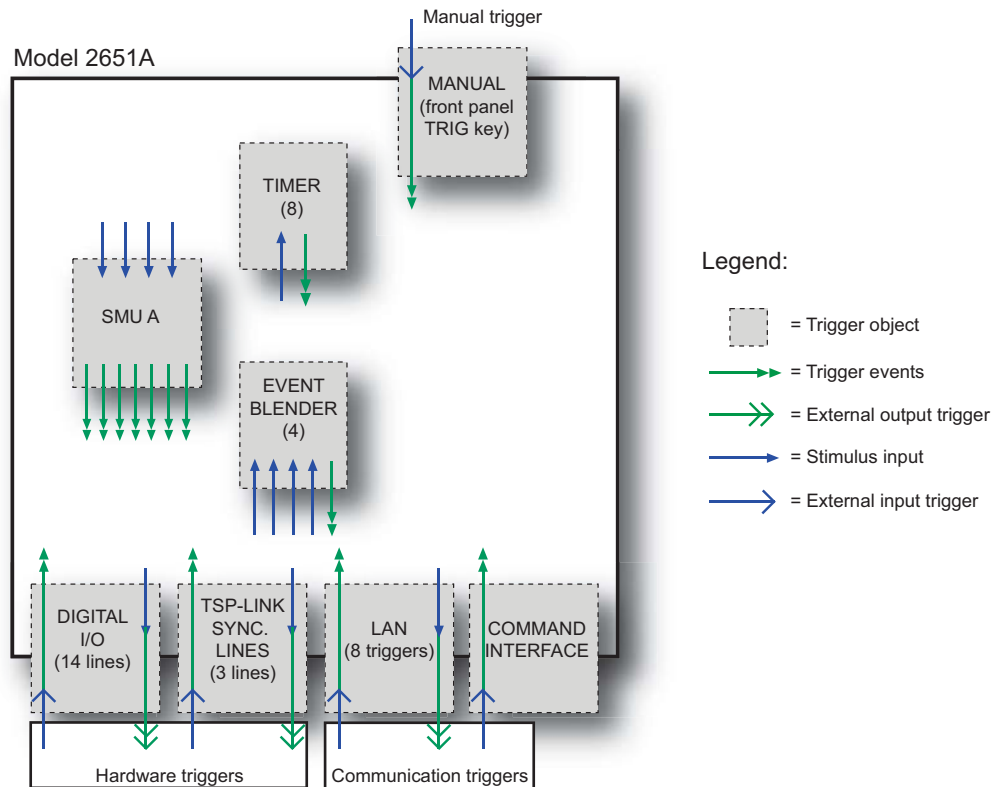 Manual trigger
Model 2651A
MANUAL
(front panel
TRIG key)
TIMER
(8)
SMU A
EVENT
BLENDER
(4)
DIGITAL
I/O
(14 lines)
TSP-LINK
SYNC.
LINES
(3 lines)
LAN
(8 triggers)
COMMAND
INTERFACE
Hardware triggers
Communication triggers
Legend:
= Trigger object
= Trigger events
= External output trigger
= Stimulus input
= External input trigger